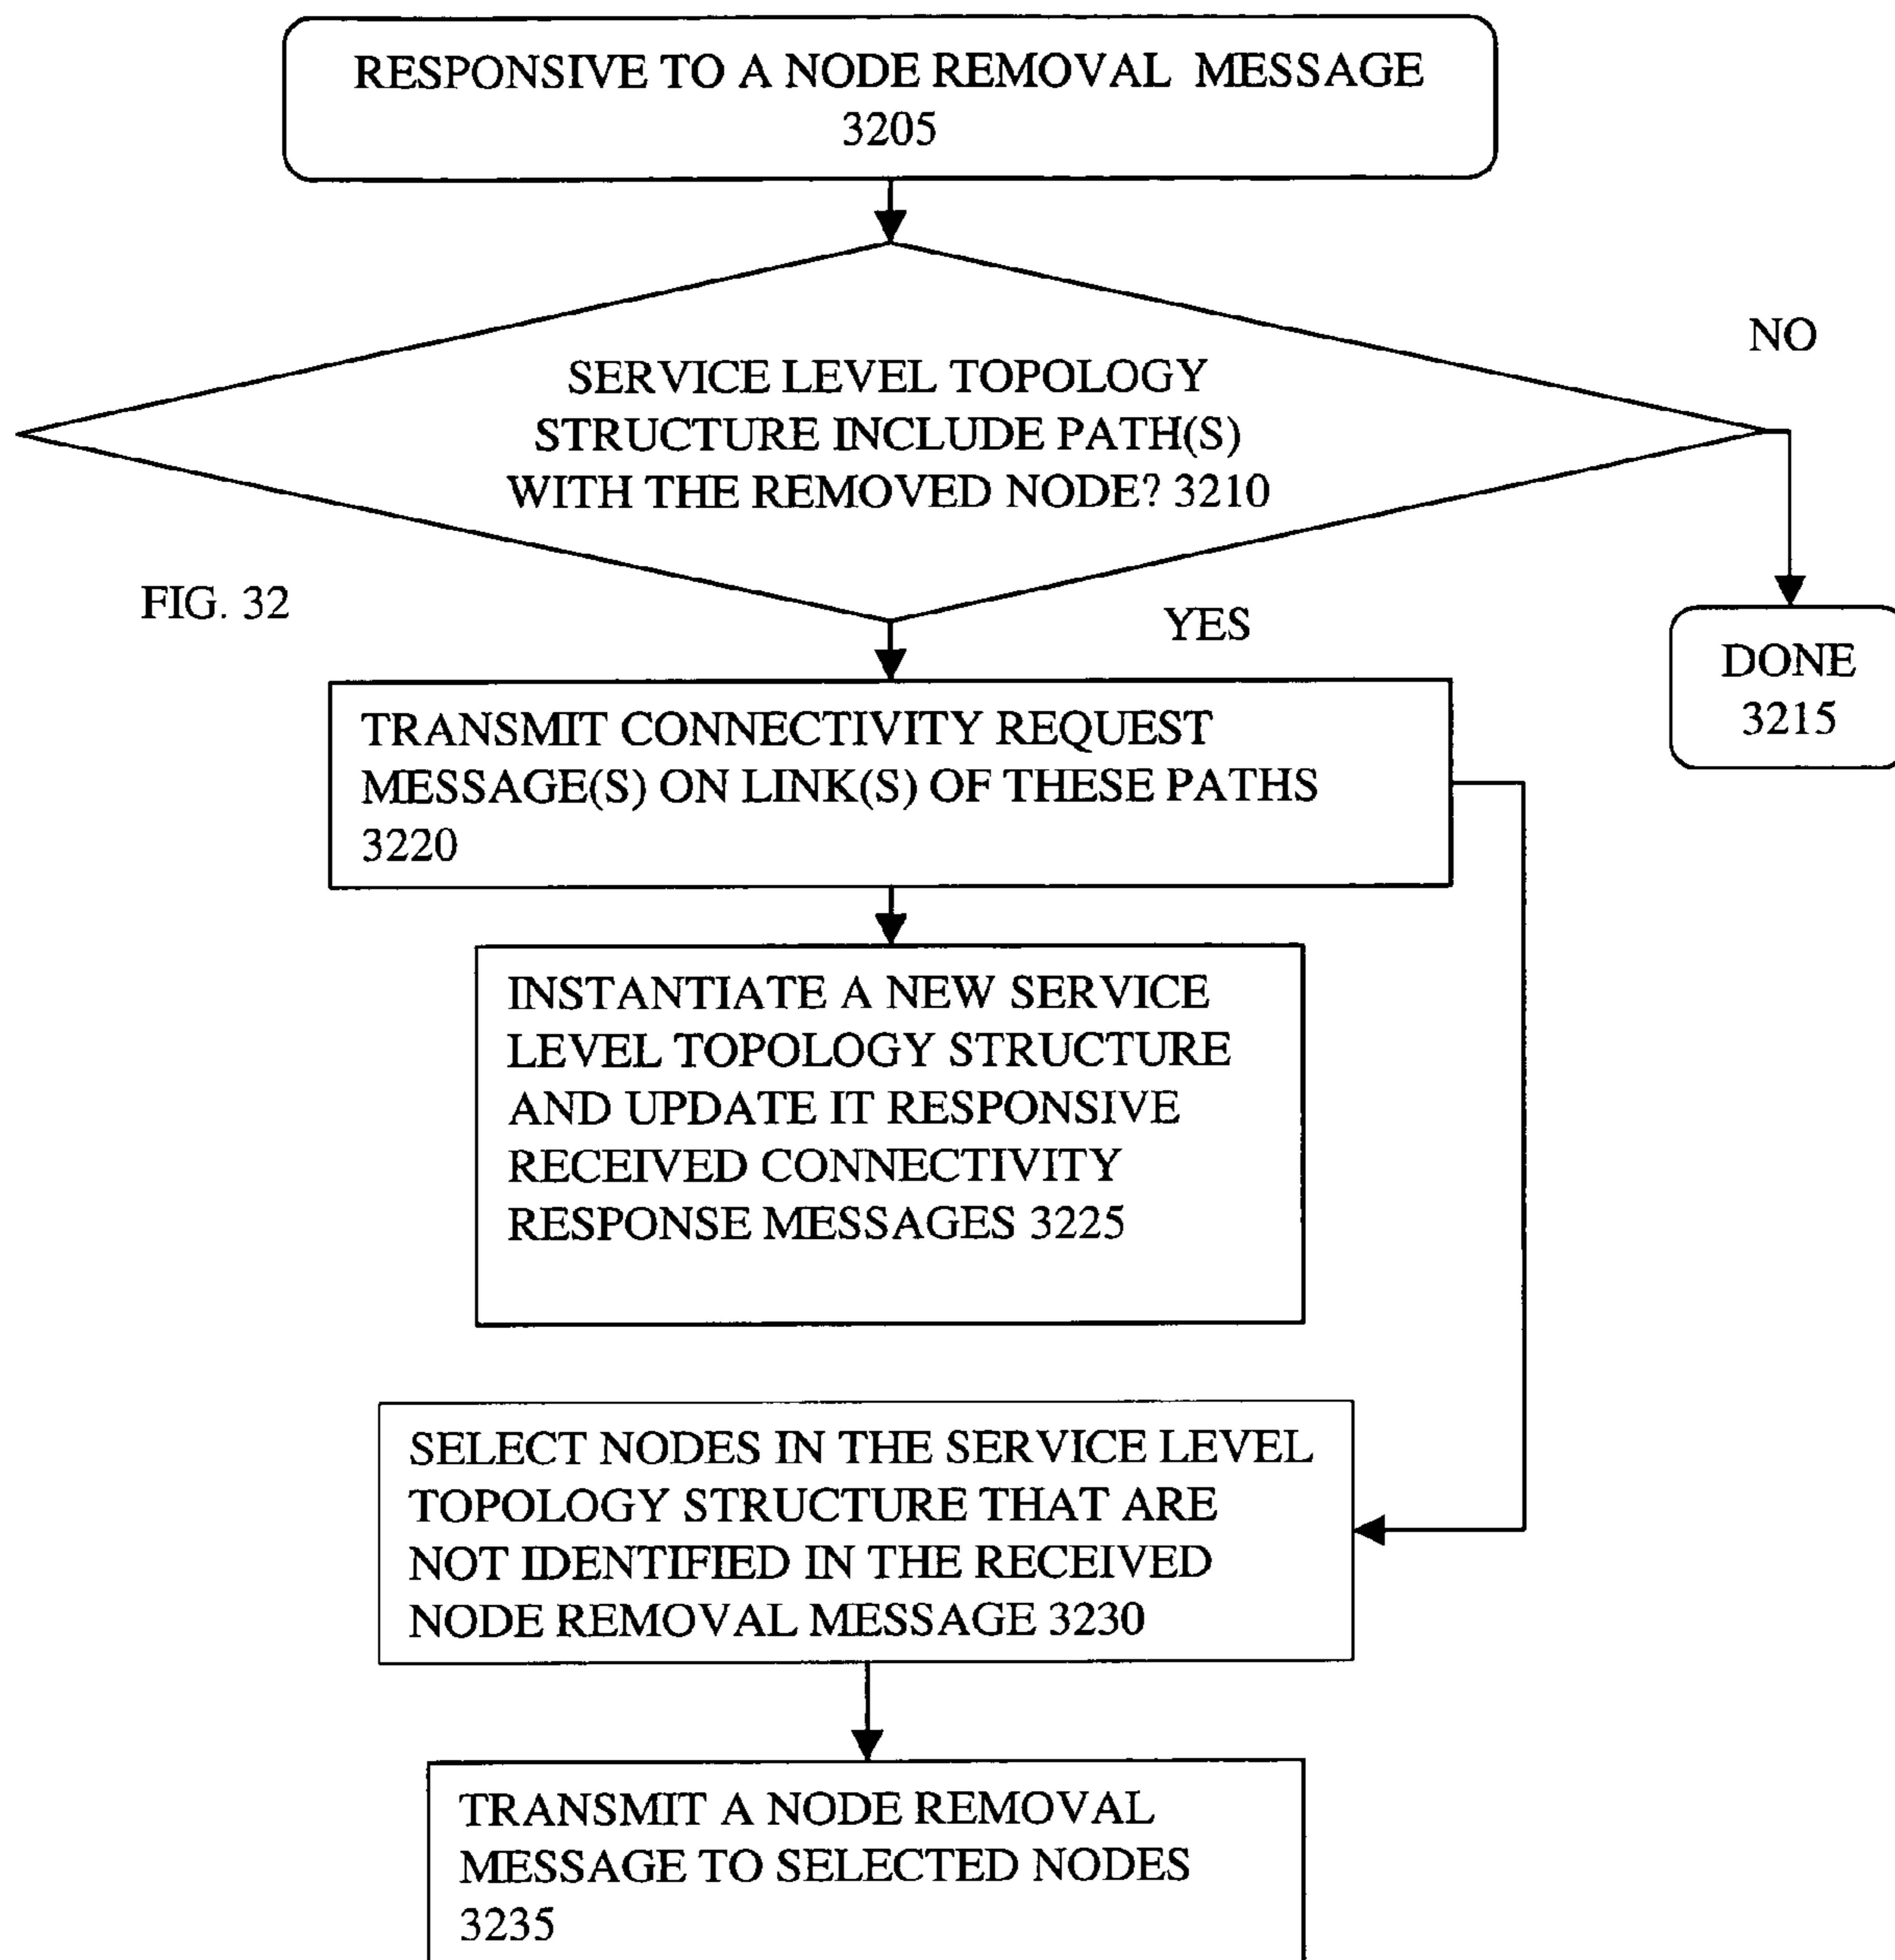 RESPONSIVE TO A NODE REMOVAL MESSAGE
3205
NO
SERVICE LEVEL TOPOLOGY
STRUCTURE INCLUDE PATH(S)
WITH THE REMOVED NODE? 3210
FIG. 32
YES
DONE
3215
TRANSMIT CONNECTIVITY REQUEST
MESSAGE(S) ON LINK(S) OF THESE PATHS
3220
INSTANTIATE A NEW SERVICE
LEVEL TOPOLOGY STRUCTURE
AND UPDATE IT RESPONSIVE
RECEIVED CONNECTIVITY
RESPONSE MESSAGES 3225
SELECT NODES IN THE SERVICE LEVEL
TOPOLOGY STRUCTURE THAT ARE
NOT IDENTIFIED IN THE RECEIVED
NODE REMOVAL MESSAGE 3230
TRANSMIT A NODE REMOVAL
MESSAGE TO SELECTED NODES
3235